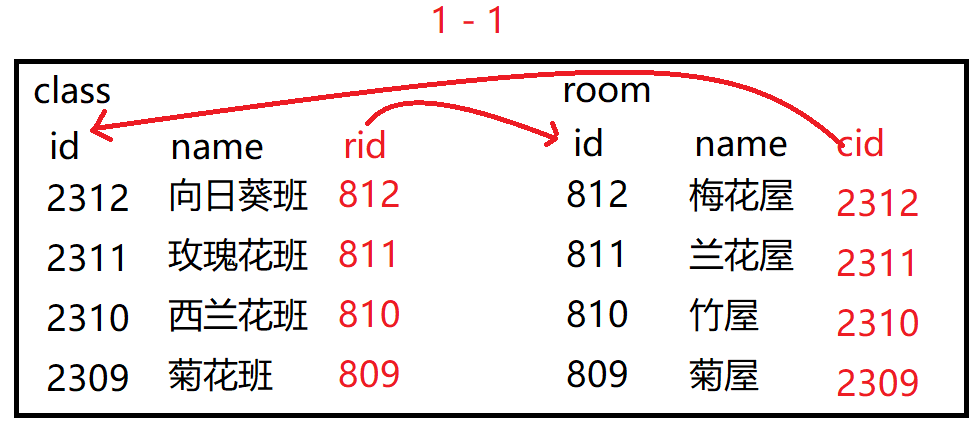 1 - 1
class room
id name rid id name cid
2312 向日葵班 812 812 梅花屋 2312
2311 玫瑰花班 811 811 兰花屋 2311
2310 西兰花班 810 810 竹屋 2310
2309 菊花班 809 809 菊屋 2309